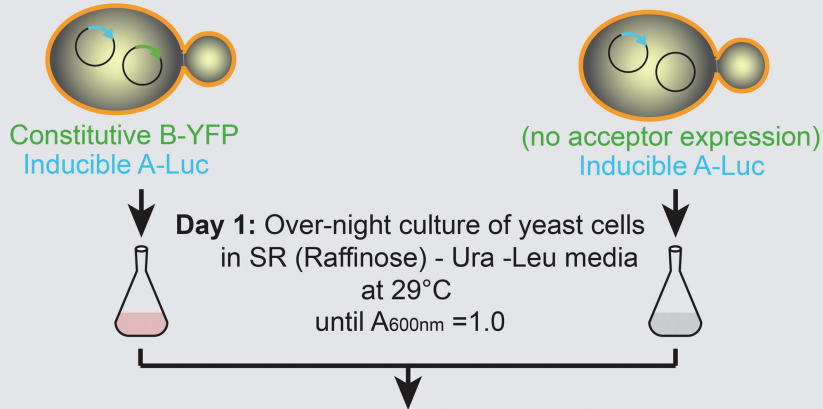 Constitutive B-YFP
Inducible A-Luc
(no acceptor expression)
Inducible A-Luc
Day 1: Over-night culture of yeast cells
in SR (Raffinose) - Ura -Leu media
at 29°C
until A600nm =1.0